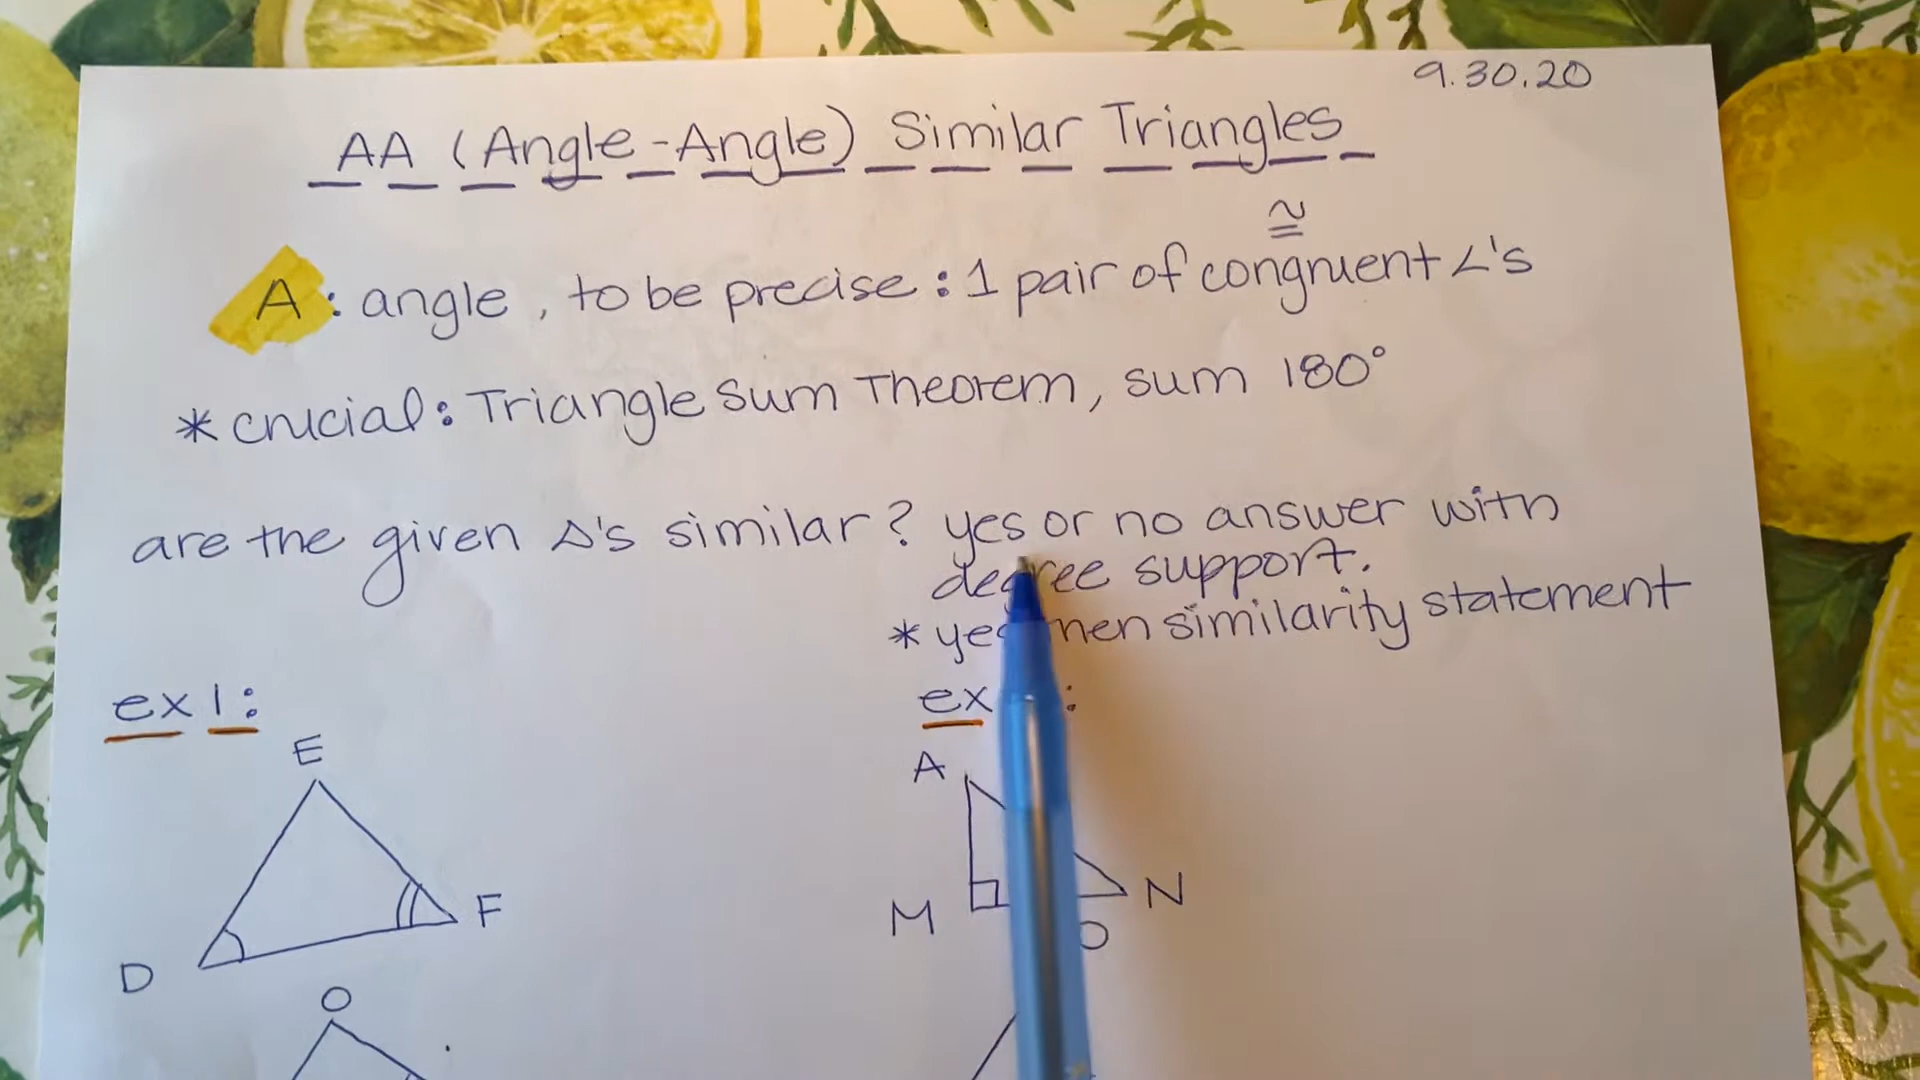 9.30.20
AA (Angle-Angle) Similar Triangles
≅
A: angle, to be precise: 1 pair of congruent ∠'s
* crucial: Triangle Sum Theorem, sum 180°
are the given △'s similar? yes or no answer with
degree support.
* similarity statement
ex 1:
ex :
E
A
F
N
M
D
O
O